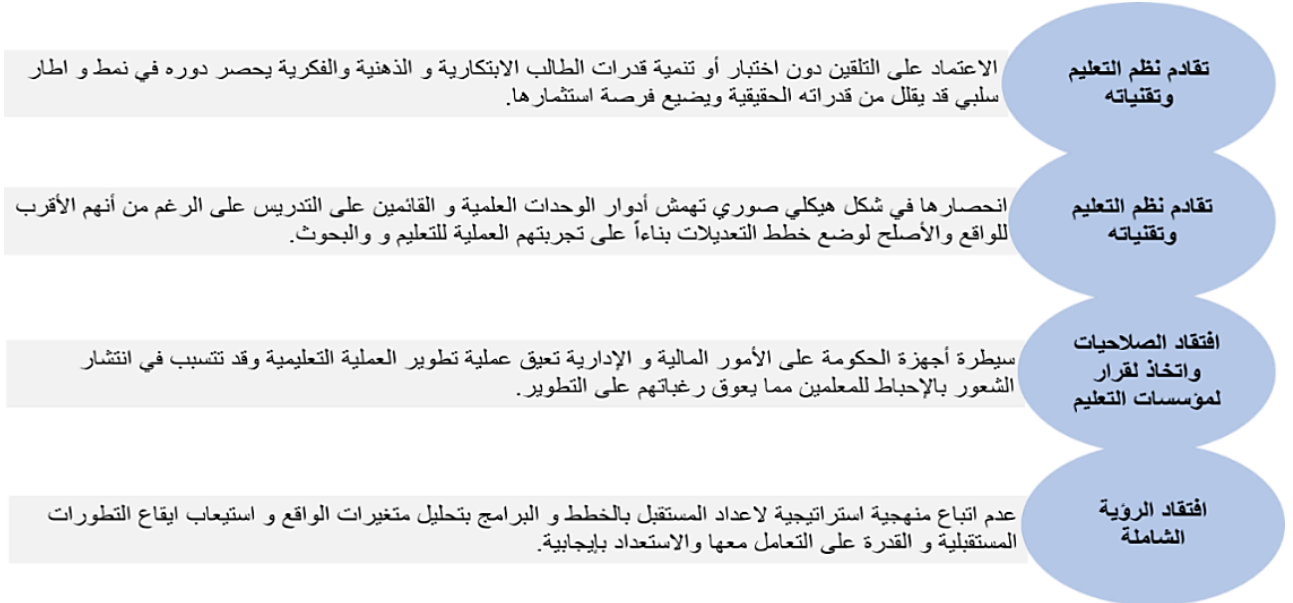 تقادم نظم التعليم
وتقنياته
الاعتماد على التلقين دون اختبار أو تنمية قدرات الطالب الابتكارية و الذهنية والفكرية يحصر دوره في نمط و اطار
سلبي قد يقلل من قدراته الحقيقية ويضيع فرصة استثمارها.
تقادم نظم التعليم
وتقنياته
انحصارها في شكل هيكلي صوري تهمش أدوار الوحدات العلمية و القائمين على التدريس على الرغم من أنهم الأقرب
للواقع والأصلح لوضع خطط التعديلات بناءاً على تجربتهم العملية للتعليم و والبحوث.
افتقاد الصلاحيات
واتخاذ لقرار
لمؤسسات التعليم
سيطرة أجهزة الحكومة على الأمور المالية و الإدارية تعيق عملية تطوير العملية التعليمية وقد تتسبب في انتشار
الشعور بالإحباط للمعلمين مما يعوق رغباتهم على التطوير.
افتقاد الرؤية
الشاملة
عدم اتباع منهجية استراتيجية لاعداد المستقبل بالخطط و البرامج بتحليل متغيرات الواقع و استيعاب ايقاع التطورات
المستقبلية و القدرة على التعامل معها والاستعداد بإيجابية.